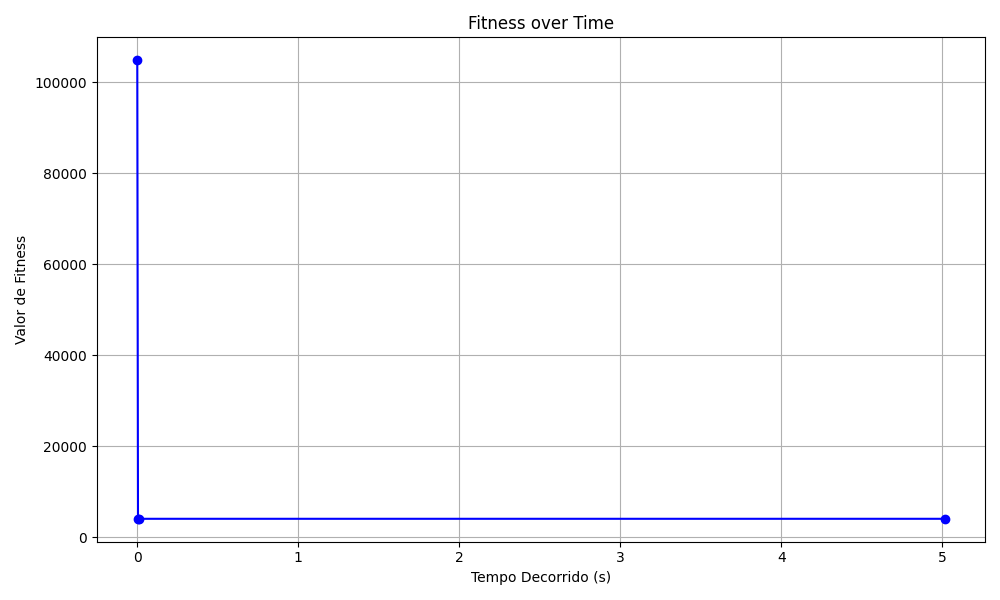 Fitness over Time
Valor de Fitness
100000
80000
60000
40000
20000
0
0 1 2 3 4 5
Tempo Decorrido (s)